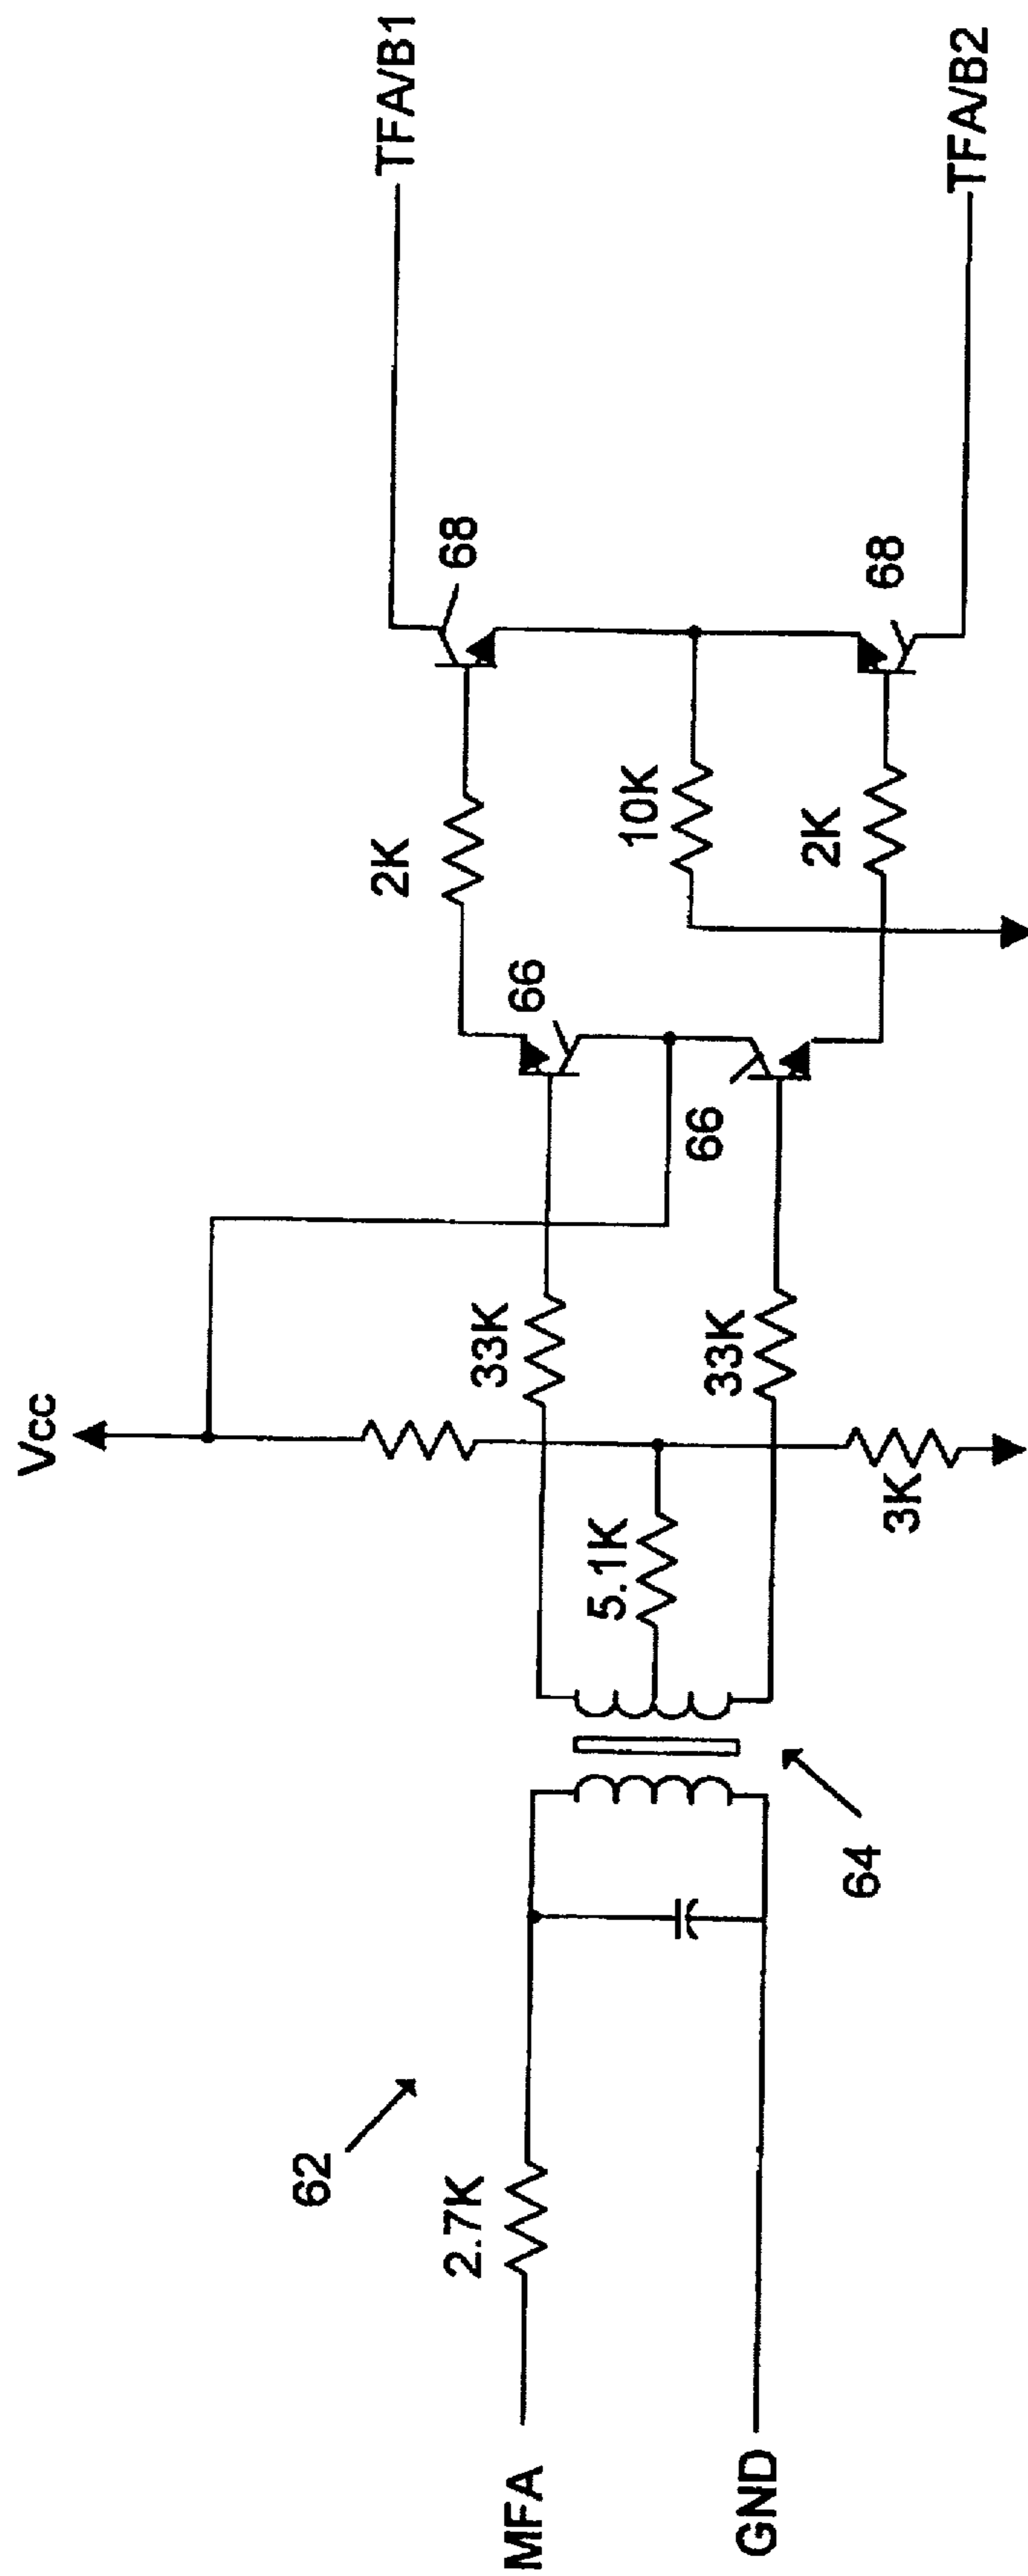 Vcc
TFA/B1
68
2K
66
33K
10K
5.1K
62
2.7K
MFA
66
33K
2K
68
3K
64
GND
TFA/B2